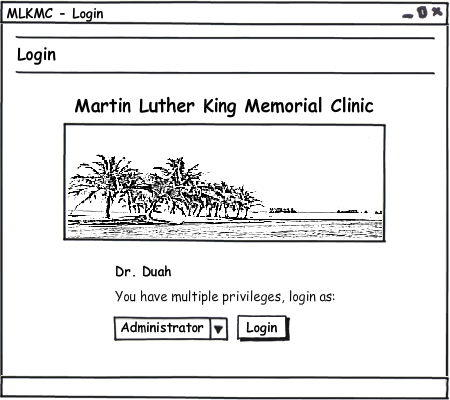 MLKMC - Login
Login
Martin Luther King Memorial Clinic
Dr. Duah
You have multiple privileges, login as:
Administrator Login